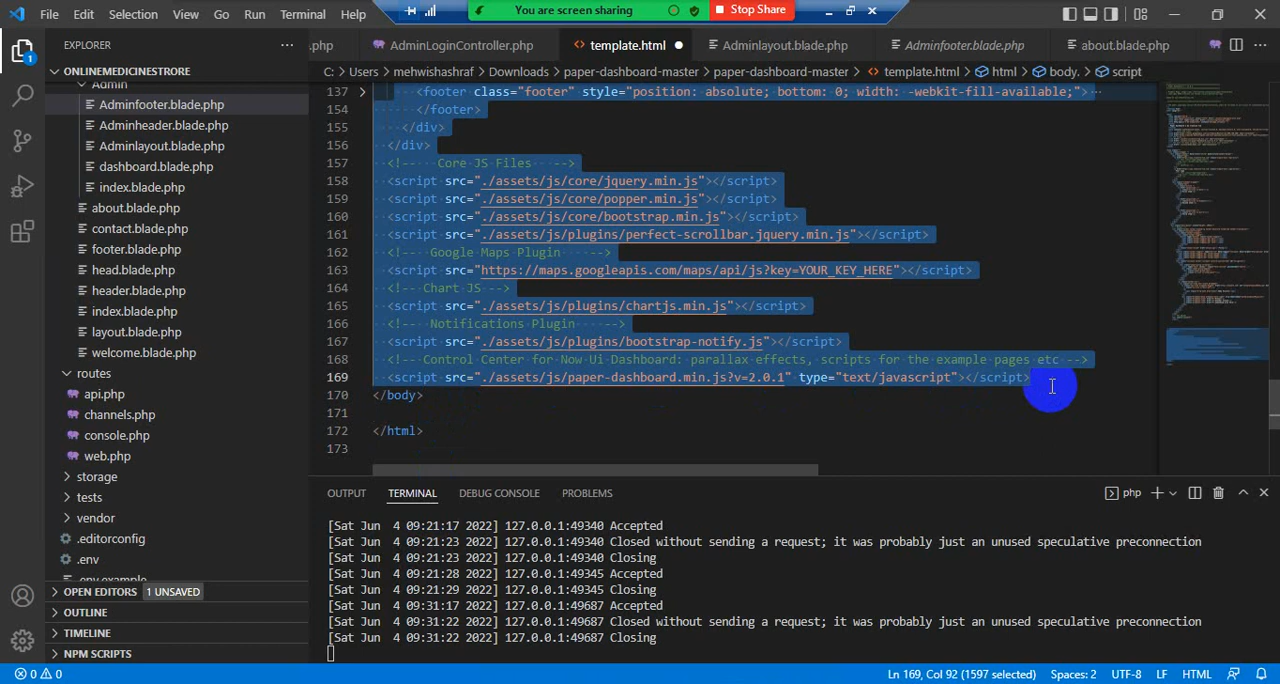 File Edit Selection View Go Run Terminal Help
You are screen sharing
Stop Share
EXPLORER
.php
AdminLoginController.php
template.html
Adminlayout.blade.php
Adminfooter.blade.php
about.blade.php
C: > Users > mehwishashraf > Downloads > paper-dashboard-master > paper-dashboard-master > template.html > html > body. > script
ONLINEMEDICINESTRORE
Admin
Adminfooter.blade.php
Adminheader.blade.php
Adminlayout.blade.php
dashboard.blade.php
index.blade.php
about.blade.php
contact.blade.php
footer.blade.php
head.blade.php
header.blade.php
index.blade.php
layout.blade.php
welcome.blade.php
routes
api.php
channels.php
console.php
web.php
storage
tests
vendor
.editorconfig
.env
.env.example
OPEN EDITORS 1 UNSAVED
OUTLINE
TIMELINE
NPM SCRIPTS
137 <footer class="footer" style="position: absolute; bottom: 0; width: -webkit-fill-available;">
154 </footer>
155 </div>
156 </div>
157 <!-- Core JS Files -->
158 <script src="./assets/js/core/jquery.min.js"></script>
159 <script src="./assets/js/core/popper.min.js"></script>
160 <script src="./assets/js/core/bootstrap.min.js"></script>
161 <script src="./assets/js/plugins/perfect-scrollbar.jquery.min.js"></script>
162 <!-- Google Maps Plugin -->
163 <script src="https://maps.googleapis.com/maps/api/js?key=YOUR_KEY_HERE"></script>
164 <!-- Chart JS -->
165 <script src="./assets/js/plugins/chartjs.min.js"></script>
166 <!-- Notifications Plugin -->
167 <script src="./assets/js/plugins/bootstrap-notify.js"></script>
168 <!-- Control Center for Now Ui Dashboard: parallax effects, scripts for the example pages etc -->
169 <script src="./assets/js/paper-dashboard.min.js?v=2.0.1" type="text/javascript"></script>
170 </body>
171
172 </html>
173
OUTPUT TERMINAL DEBUG CONSOLE PROBLEMS
php
[Sat Jun 4 09:21:17 2022] 127.0.0.1:49340 Accepted
[Sat Jun 4 09:21:23 2022] 127.0.0.1:49340 Closed without sending a request; it was probably just an unused speculative preconnection
[Sat Jun 4 09:21:23 2022] 127.0.0.1:49340 Closing
[Sat Jun 4 09:21:28 2022] 127.0.0.1:49345 Accepted
[Sat Jun 4 09:21:29 2022] 127.0.0.1:49345 Closing
[Sat Jun 4 09:31:17 2022] 127.0.0.1:49687 Accepted
[Sat Jun 4 09:31:22 2022] 127.0.0.1:49687 Closed without sending a request; it was probably just an unused speculative preconnection
[Sat Jun 4 09:31:22 2022] 127.0.0.1:49687 Closing
0 0
Ln 169, Col 92 (1597 selected) Spaces: 2 UTF-8 LF HTML